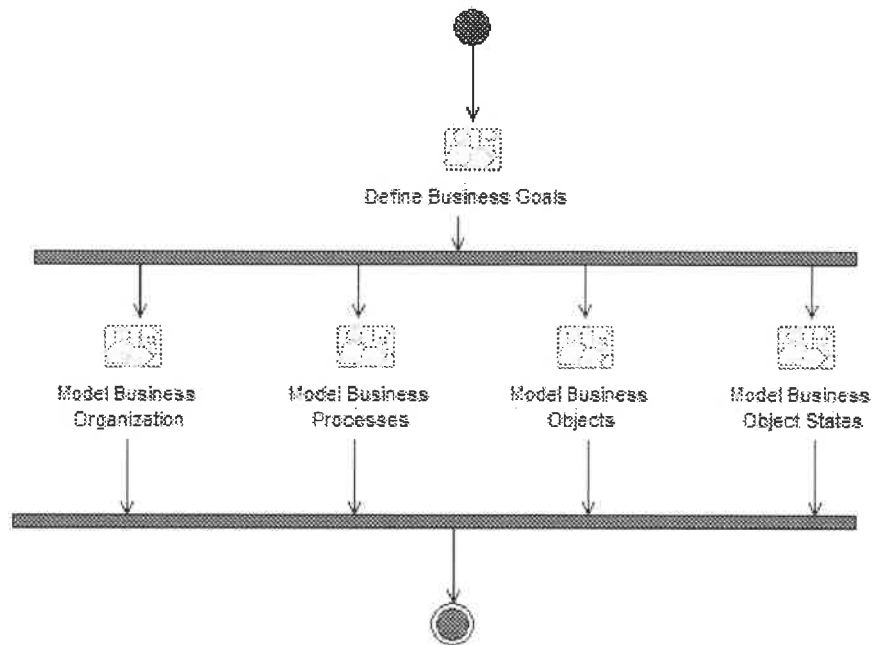 Define Business Goals
Model Business
Organization
Model Business
Processes
Model Business
Objects
Model Business
Object States